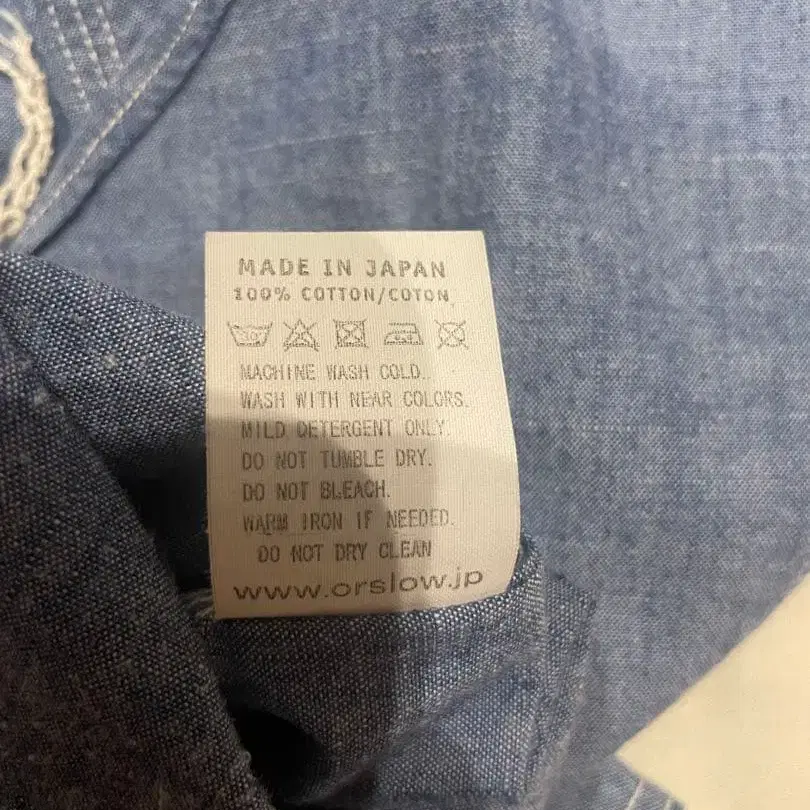 MADE IN JAPAN
100% COTTON/COTON
MACHINE WASH COLD.
WASH WITH NEAR COLORS.
MILD DETERGENT ONLY.
DO NOT TUMBLE DRY.
DO NOT BLEACH.
WARM IRON IF NEEDED.
DO NOT DRY CLEAN
www.orslow.jp